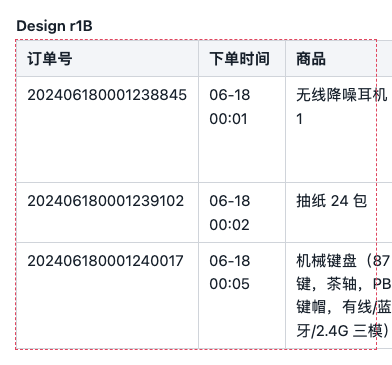 Design r1B
订单号 下单时间 商品
202406180001238845 06-18 无线降噪耳机
00:01 1
202406180001239102 06-18 抽纸 24 包
00:02
202406180001240017 06-18 机械键盘（87
00:05 键，茶轴，PB
键帽，有线/蓝
牙/2.4G 三模）